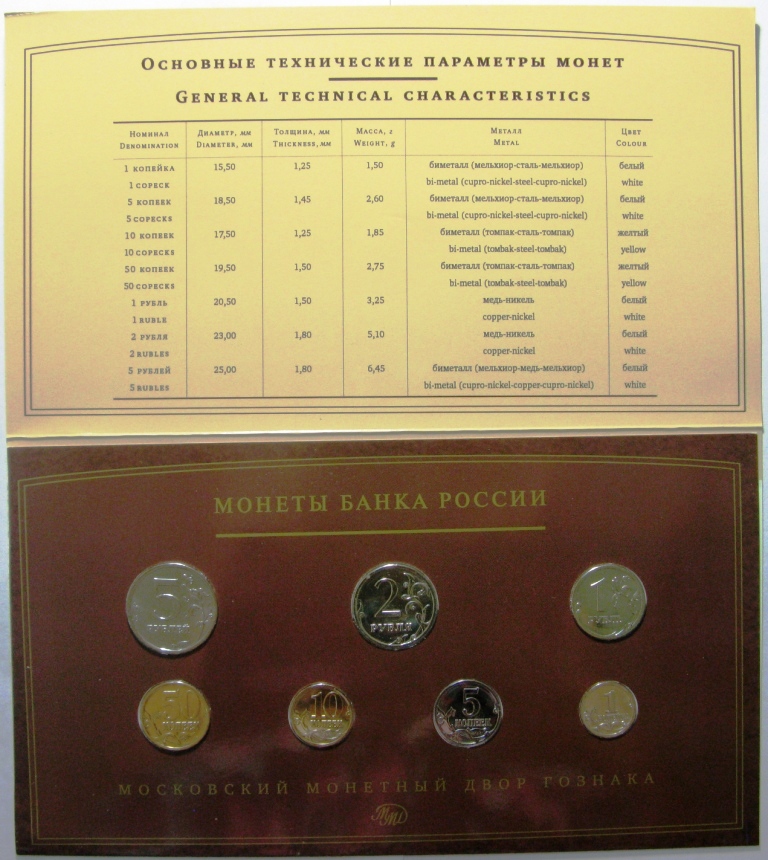 Основные технические параметры монет
General technical characteristics
Номинал Диаметр, мм Толщина, мм Масса, г Металл Цвет
Denomination Diameter, мм Thickness, мм Weight, g Metal Colour
1 копейка 15,50 1,25 1,50 биметалл (мельхиор-сталь-мельхиор) белый
1 copeck bi-metal (cupro-nickel-steel-cupro-nickel) white
5 копеек 18,50 1,45 2,60 биметалл (мельхиор-сталь-мельхиор) белый
5 copecks bi-metal (cupro-nickel-steel-cupro-nickel) white
10 копеек 17,50 1,25 1,85 биметалл (томпак-сталь-томпак) желтый
10 copecks bi-metal (tombak-steel-tombak) yellow
50 копеек 19,50 1,50 2,75 биметалл (томпак-сталь-томпак) желтый
50 copecks bi-metal (tombak-steel-tombak) yellow
1 рубль 20,50 1,50 3,25 медь-никель белый
1 ruble copper-nickel white
2 рубля 23,00 1,80 5,10 медь-никель белый
2 rubles copper-nickel white
5 рублей 25,00 1,80 6,45 биметалл (мельхиор-медь-мельхиор) белый
5 rubles bi-metal (cupro-nickel-copper-cupro-nickel) white
МОНЕТЫ БАНКА РОССИИ
5 2 1
РУБЛЕЙ РУБЛЯ РУБЛЬ
10 5 1
КОПЕЕК КОПЕЕК
МОСКОВСКИЙ МОНЕТНЫЙ ДВОР ГОЗНАКА